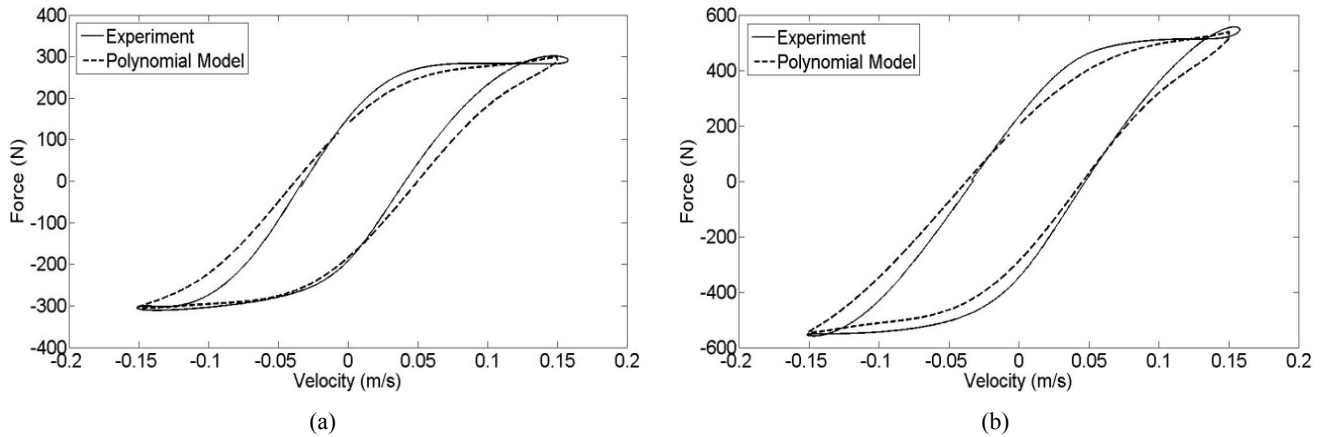 400
300
200
100
0
-100
-200
-300
-400
Force (N)
Experiment
Polynomial Model
-0.2 -0.15 -0.1 -0.05 0 0.05 0.1 0.15 0.2
Velocity (m/s)
(a)
600
400
200
0
-200
-400
-600
Force (N)
Experiment
Polynomial Model
-0.2 -0.15 -0.1 -0.05 0 0.05 0.1 0.15 0.2
Velocity (m/s)
(b)